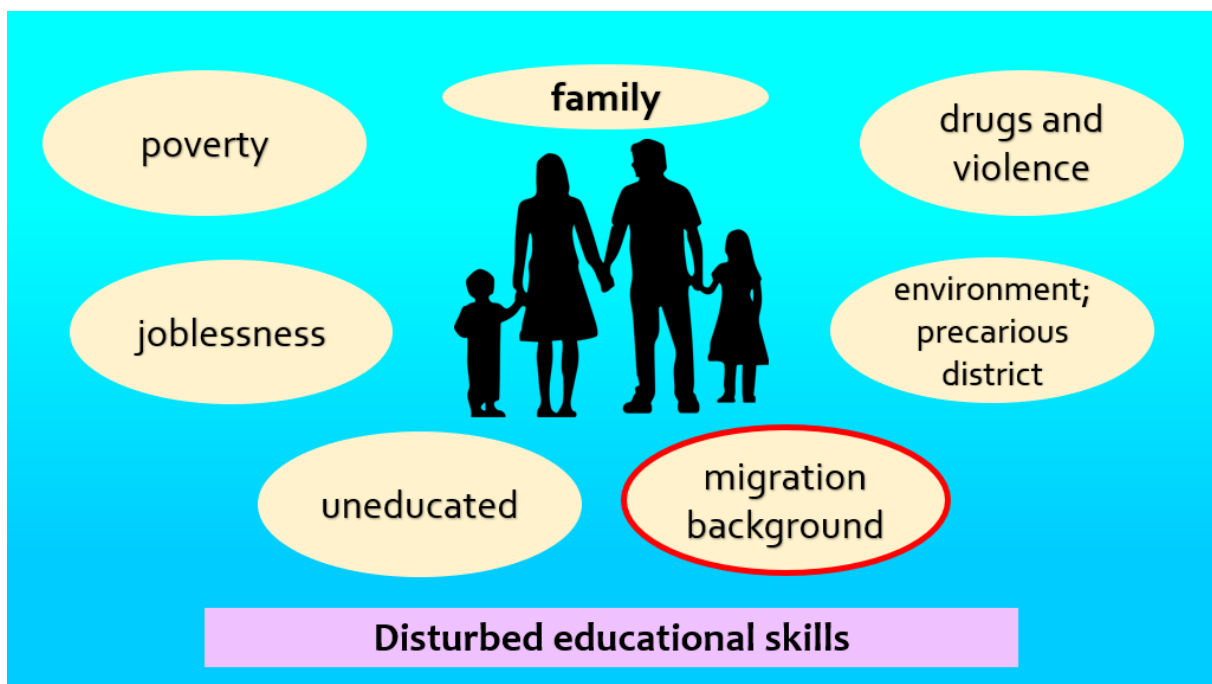 family
poverty
drugs and
violence
joblessness
environment;
precarious
district
uneducated
migration
background
Disturbed educational skills